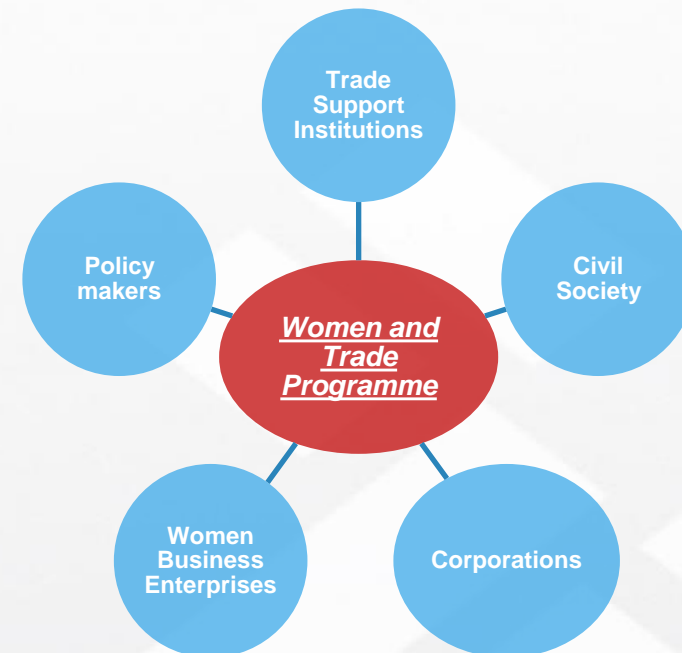 Trade
Support
Institutions
Policy
makers
Civil
Society
Women and
Trade
Programme
Women
Business
Enterprises
Corporations